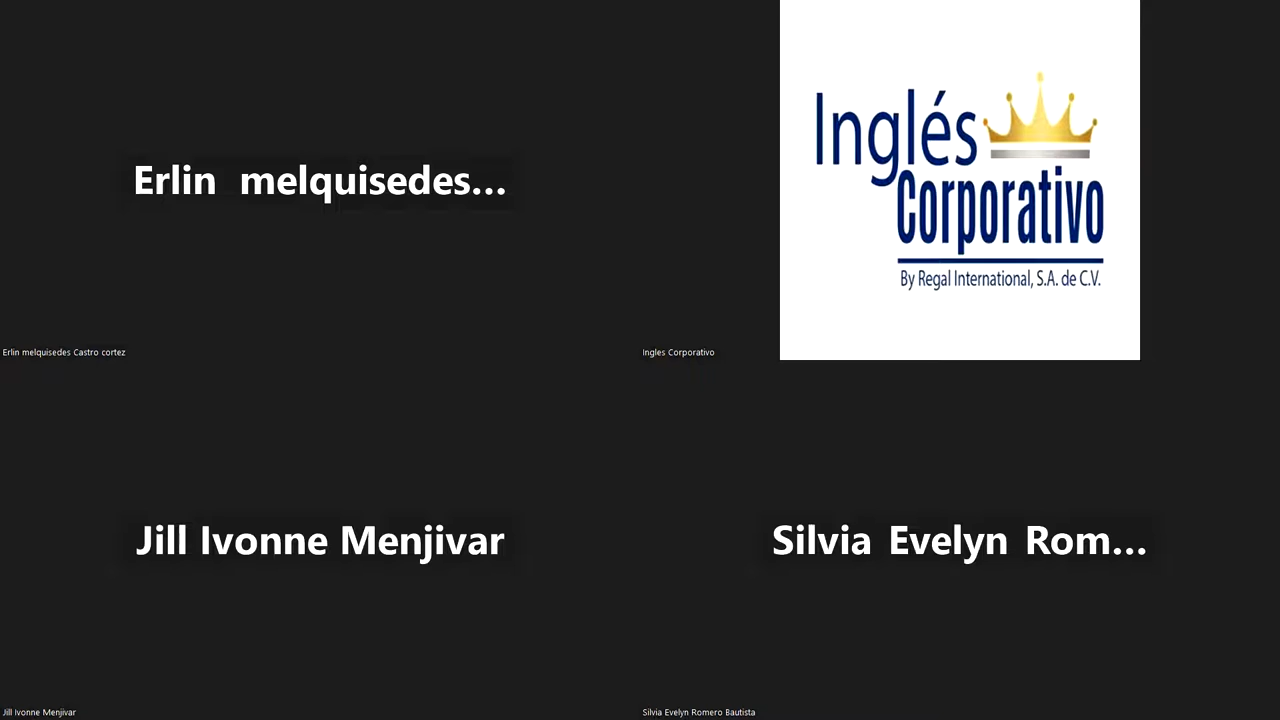 Erlin melquisedes...
Erlin melquisedes Castro cortez
Inglés
Corporativo
By Regal International, S.A. de C.V.
Ingles Corporativo
Jill Ivonne Menjivar
Jill Ivonne Menjivar
Silvia Evelyn Rom...
Silvia Evelyn Romero Bautista